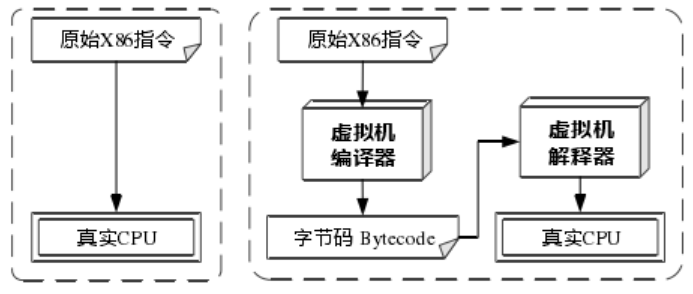 原始X86指令
真实CPU
原始X86指令
虚拟机
编译器
字节码 Bytecode
虚拟机
解释器
真实CPU